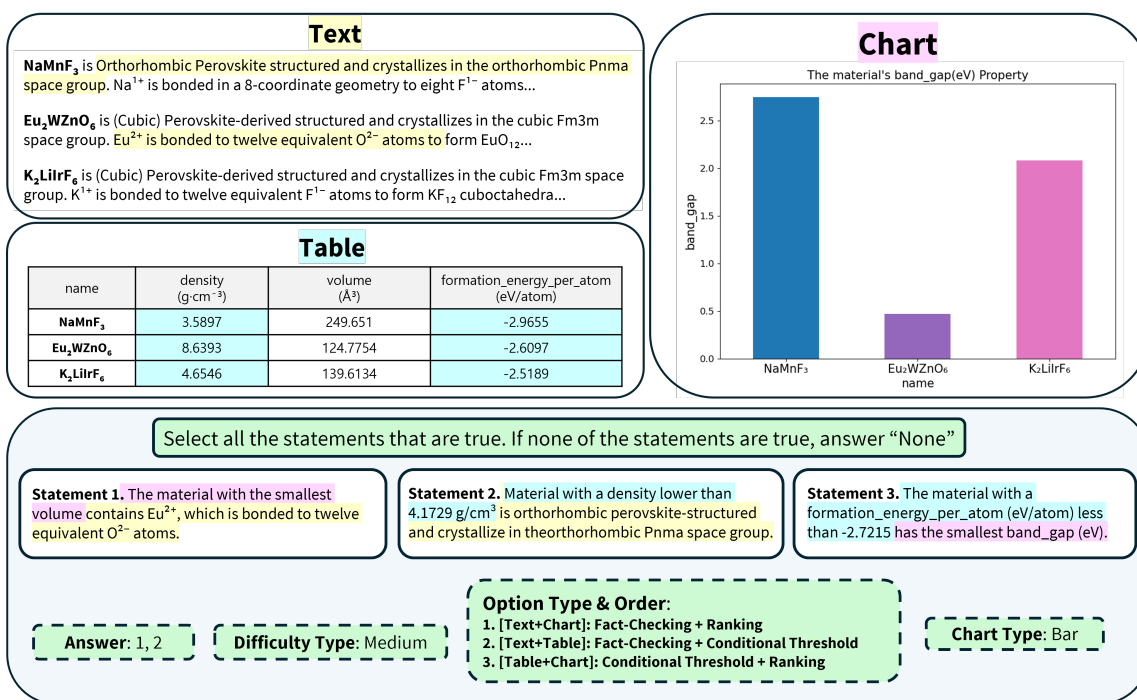 Text
NaMnF₃ is Orthorhombic Perovskite structured and crystallizes in the orthorhombic Pnma
space group. Na¹⁺ is bonded in a 8-coordinate geometry to eight F¹⁻ atoms...
Eu₂WZnO₆ is (Cubic) Perovskite-derived structured and crystallizes in the cubic Fm3m
space group. Eu²⁺ is bonded to twelve equivalent O²⁻ atoms to form EuO₁₂...
K₂LiIrF₆ is (Cubic) Perovskite-derived structured and crystallizes in the cubic Fm3m space
group. K¹⁺ is bonded to twelve equivalent F¹⁻ atoms to form KF₁₂ cuboctahedra...
Table
name density (g·cm⁻³) volume (Å³) formation_energy_per_atom (eV/atom)
NaMnF₃ 3.5897 249.651 -2.9655
Eu₂WZnO₆ 8.6393 124.7754 -2.6097
K₂LiIrF₆ 4.6546 139.6134 -2.5189
Chart
The material's band_gap(eV) Property
band_gap
2.5
2.0
1.5
1.0
0.5
0.0
NaMnF₃ Eu₂WZnO₆ K₂LiIrF₆
name
Select all the statements that are true. If none of the statements are true, answer “None”
Statement 1. The material with the smallest
volume contains Eu²⁺, which is bonded to twelve
equivalent O²⁻ atoms.
Statement 2. Material with a density lower than
4.1729 g/cm³ is orthorhombic perovskite-structured
and crystallize in theorthorhombic Pnma space group.
Statement 3. The material with a
formation_energy_per_atom (eV/atom) less
than -2.7215 has the smallest band_gap (eV).
Answer: 1, 2
Difficulty Type: Medium
Option Type & Order:
1. [Text+Chart]: Fact-Checking + Ranking
2. [Text+Table]: Fact-Checking + Conditional Threshold
3. [Table+Chart]: Conditional Threshold + Ranking
Chart Type: Bar